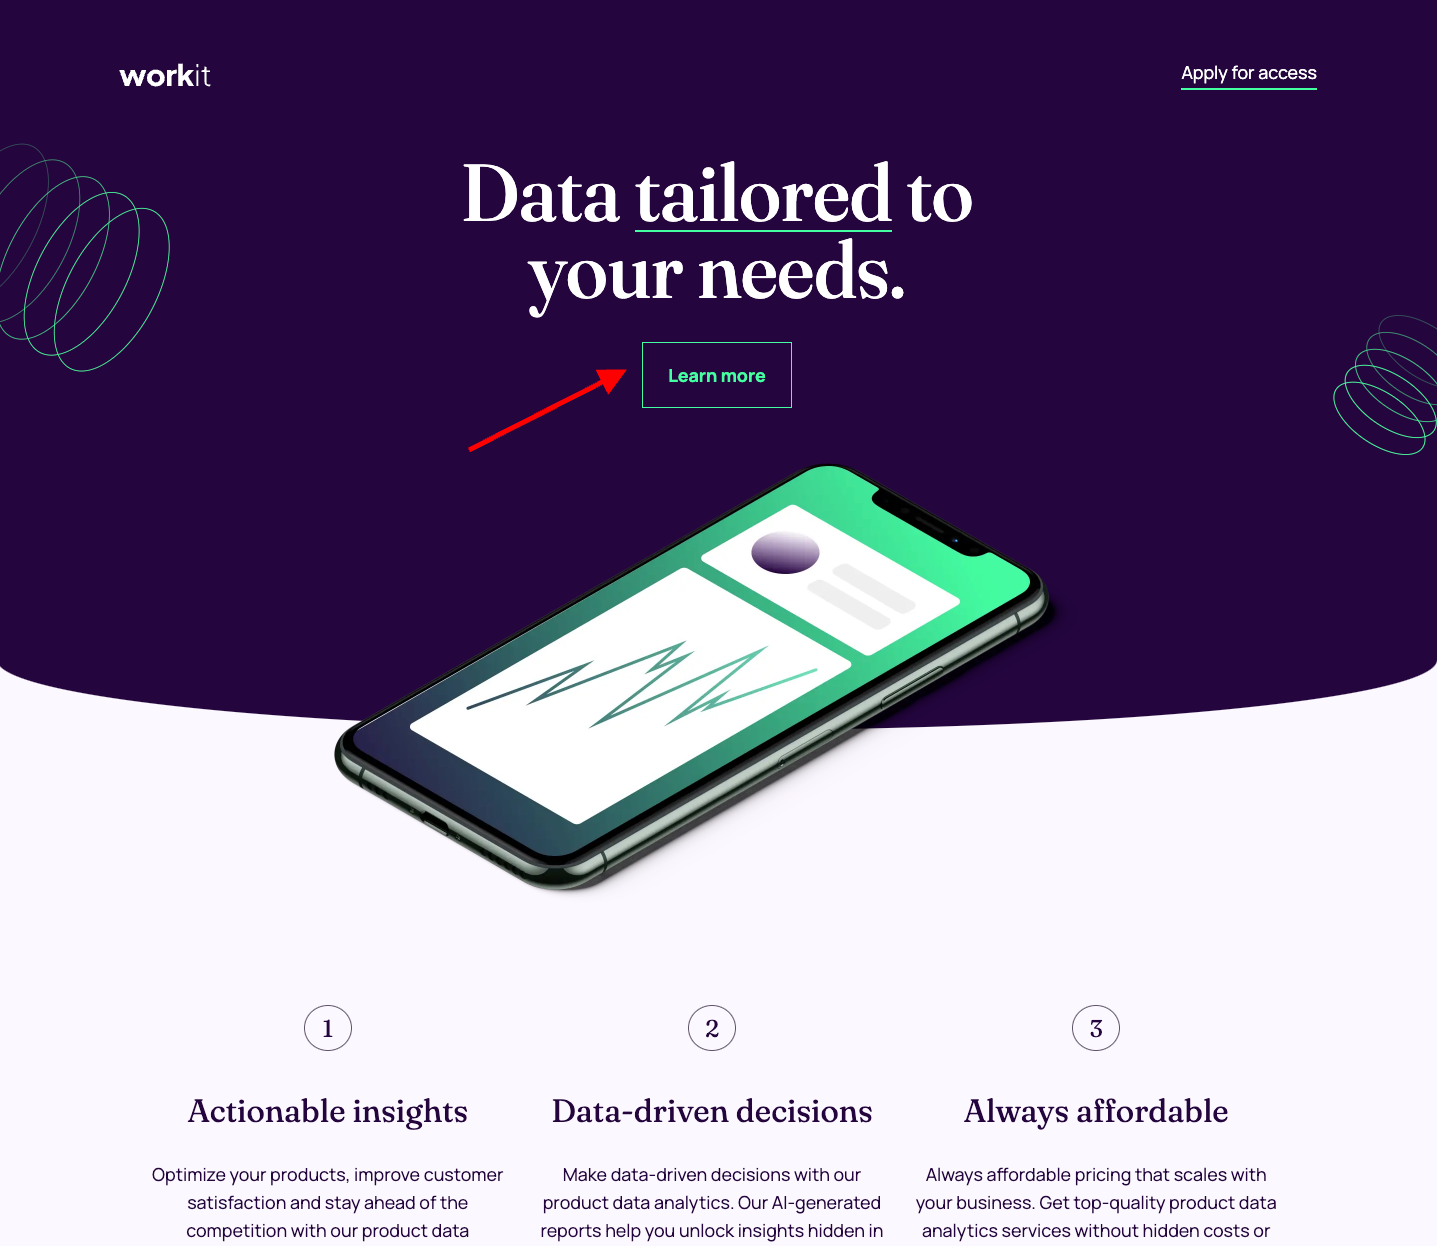 workit
Apply for access
Data tailored to
your needs.
Learn more
1
2
3
Actionable insights
Data-driven decisions
Always affordable
Optimize your products, improve customer
satisfaction and stay ahead of the
competition with our product data
Make data-driven decisions with our
product data analytics. Our AI-generated
reports help you unlock insights hidden in
Always affordable pricing that scales with
your business. Get top-quality product data
analytics services without hidden costs or